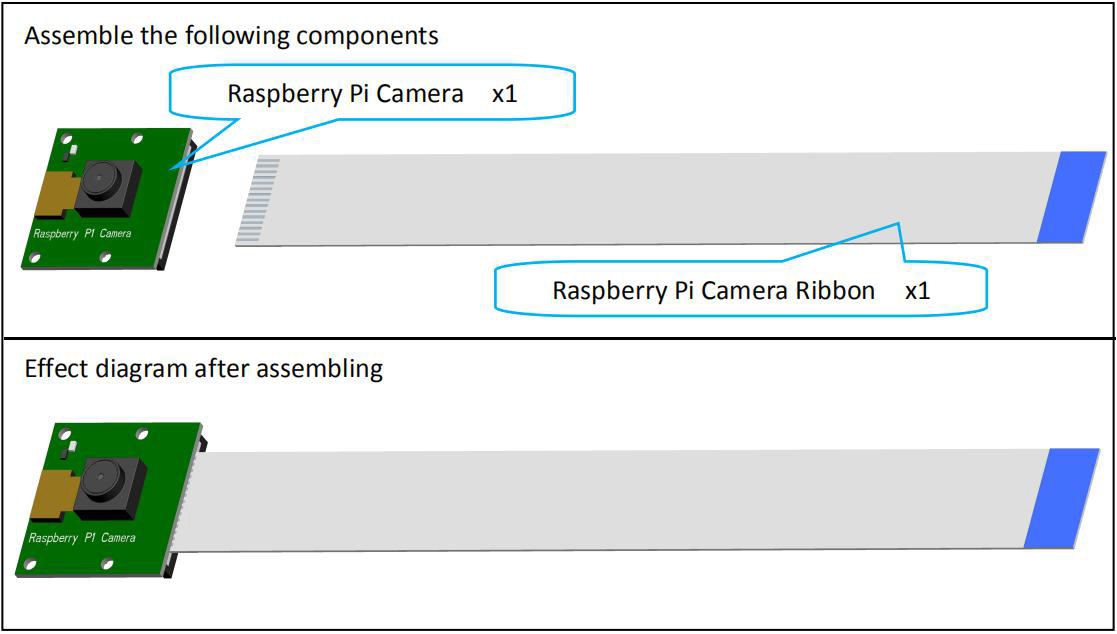 Assemble the following components
Raspberry Pi Camera x1
Raspberry PI Camera
Raspberry Pi Camera Ribbon x1
Effect diagram after assembling
Raspberry PI Camera